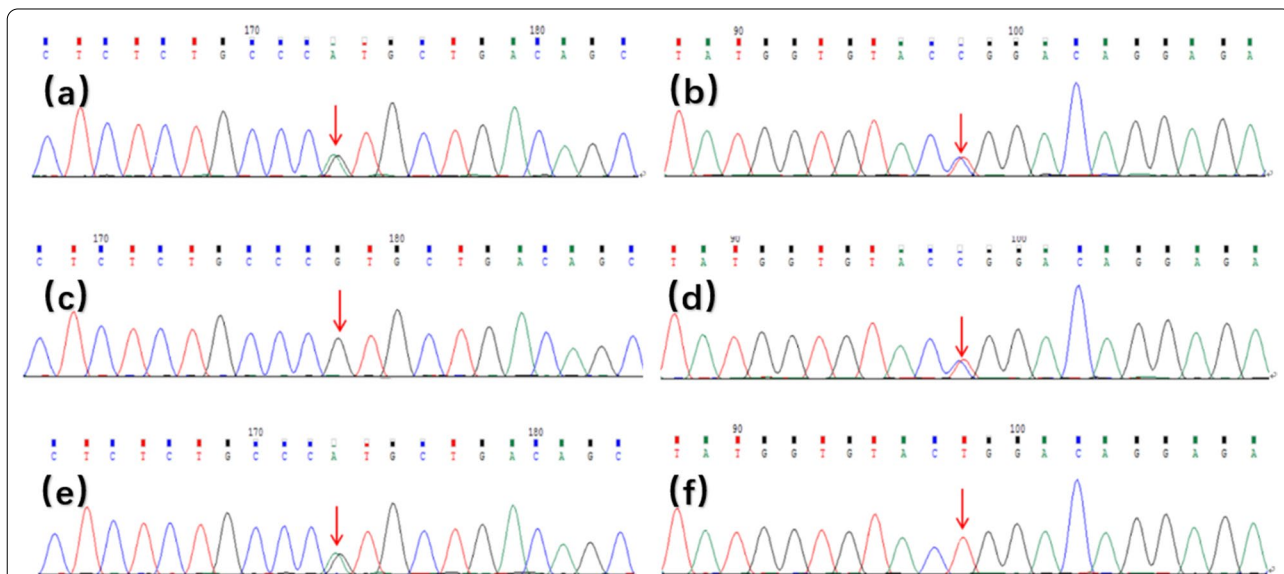 170 180
C T C T C T G C C C A T G C T G A C A G C
(a)
90 100
T A T G G T G T A C C G G A C A G G A G A
(b)
170 180
C T C T C T G C C C G T G C T G A C A G C
(c)
90 100
T A T G G T G T A C C G G A C A G G A G A
(d)
170 180
C T C T C T G C C C A T G C T G A C A G C
(e)
90 100
T A T G G T G T A C T G G A C A G G A G A
(f)